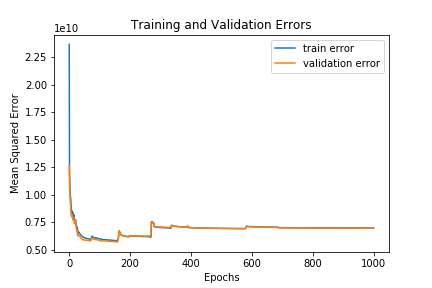 Training and Validation Errors
1e10
train error
validation error
2.25
2.00
1.75
1.50
1.25
1.00
0.75
0.50
Mean Squared Error
0 200 400 600 800 1000
Epochs